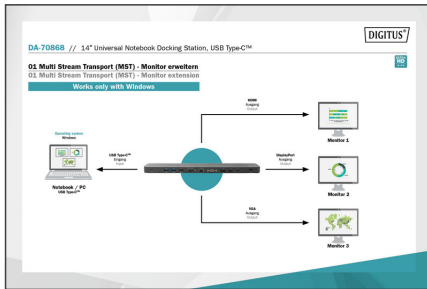 DIGITUS®
DA-70868 // 14" Universal Notebook Docking Station, USB Type-C™
HD
01 Multi Stream Transport (MST) - Monitor erweitern
01 Multi Stream Transport (MST) - Monitor extension
Works only with Windows
Operating system
Windows
Notebook / PC
USB Type-C™
USB Type-C™
Eingang
Input
HDMI
Ausgang
Output
Monitor 1
DisplayPort
Ausgang
Output
Monitor 2
VGA
Ausgang
Output
Monitor 3